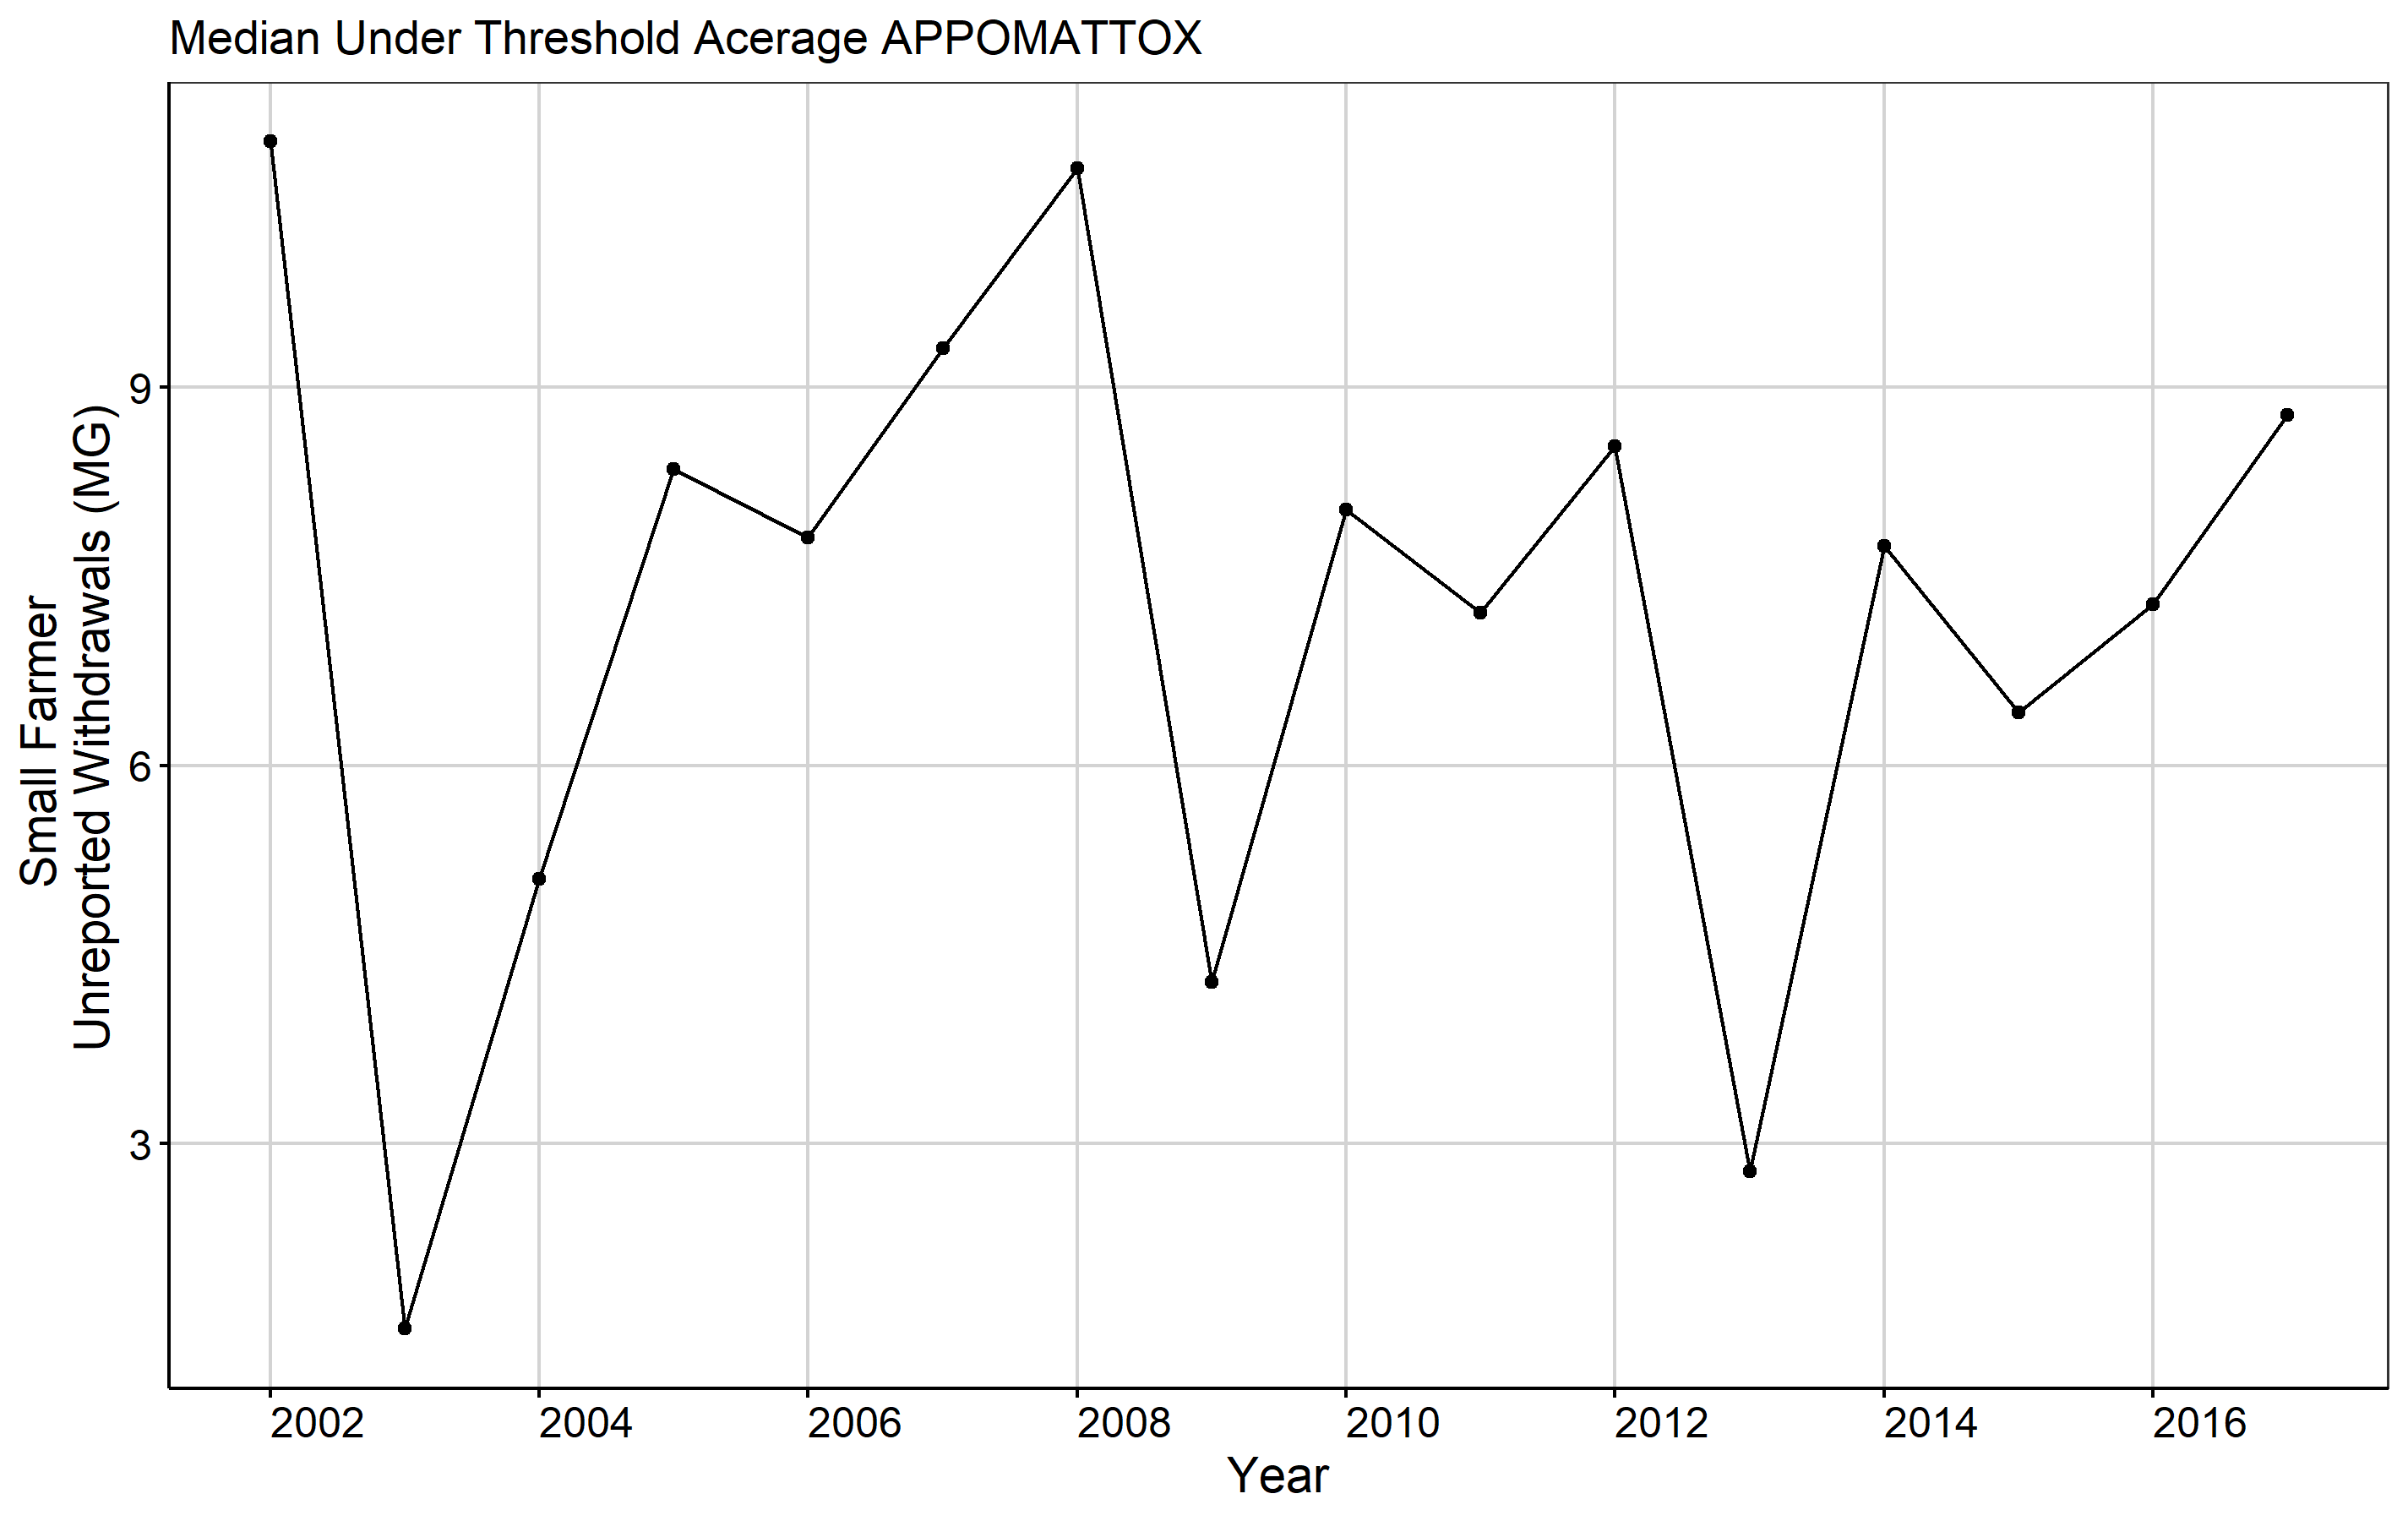 Median Under Threshold Acerage APPOMATTOX
Small Farmer
Unreported Withdrawals (MG)
9
6
3
2002 2004 2006 2008 2010 2012 2014 2016
Year